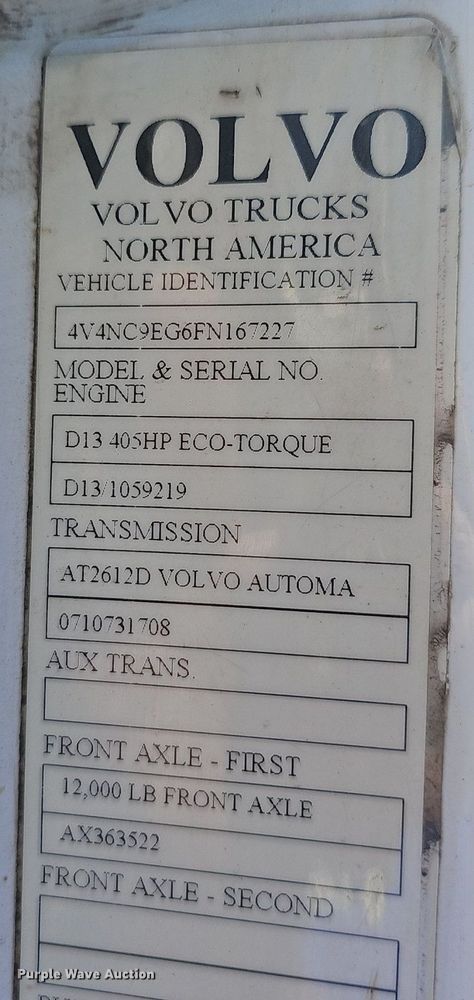 VOLVO
VOLVO TRUCKS
NORTH AMERICA
VEHICLE IDENTIFICATION #
4V4NC9EG6FN167227
MODEL & SERIAL NO.
ENGINE
D13 405HP ECO-TORQUE
D13/1059219
TRANSMISSION
AT2612D VOLVO AUTOMA
0710731708
AUX TRANS.
FRONT AXLE - FIRST
12,000 LB FRONT AXLE
AX363522
FRONT AXLE - SECOND
Purple Wave Auction